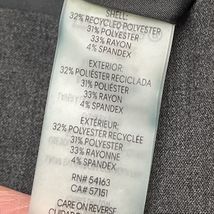 SHELL:
32% RECYCLED POLYESTER
31% POLYESTER
33% RAYON
4% SPANDEX
EXTERIOR:
32% POLIÉSTER RECICLADA
31% POLIÉSTER
33% RAYÓN
4% SPANDEX
EXTÉRIEUR:
32% POLYESTER RECYCLÉE
31% POLYESTER
33% RAYONNE
4% SPANDEX
RN# 54163
CA# 57151
CARE ON REVERSE